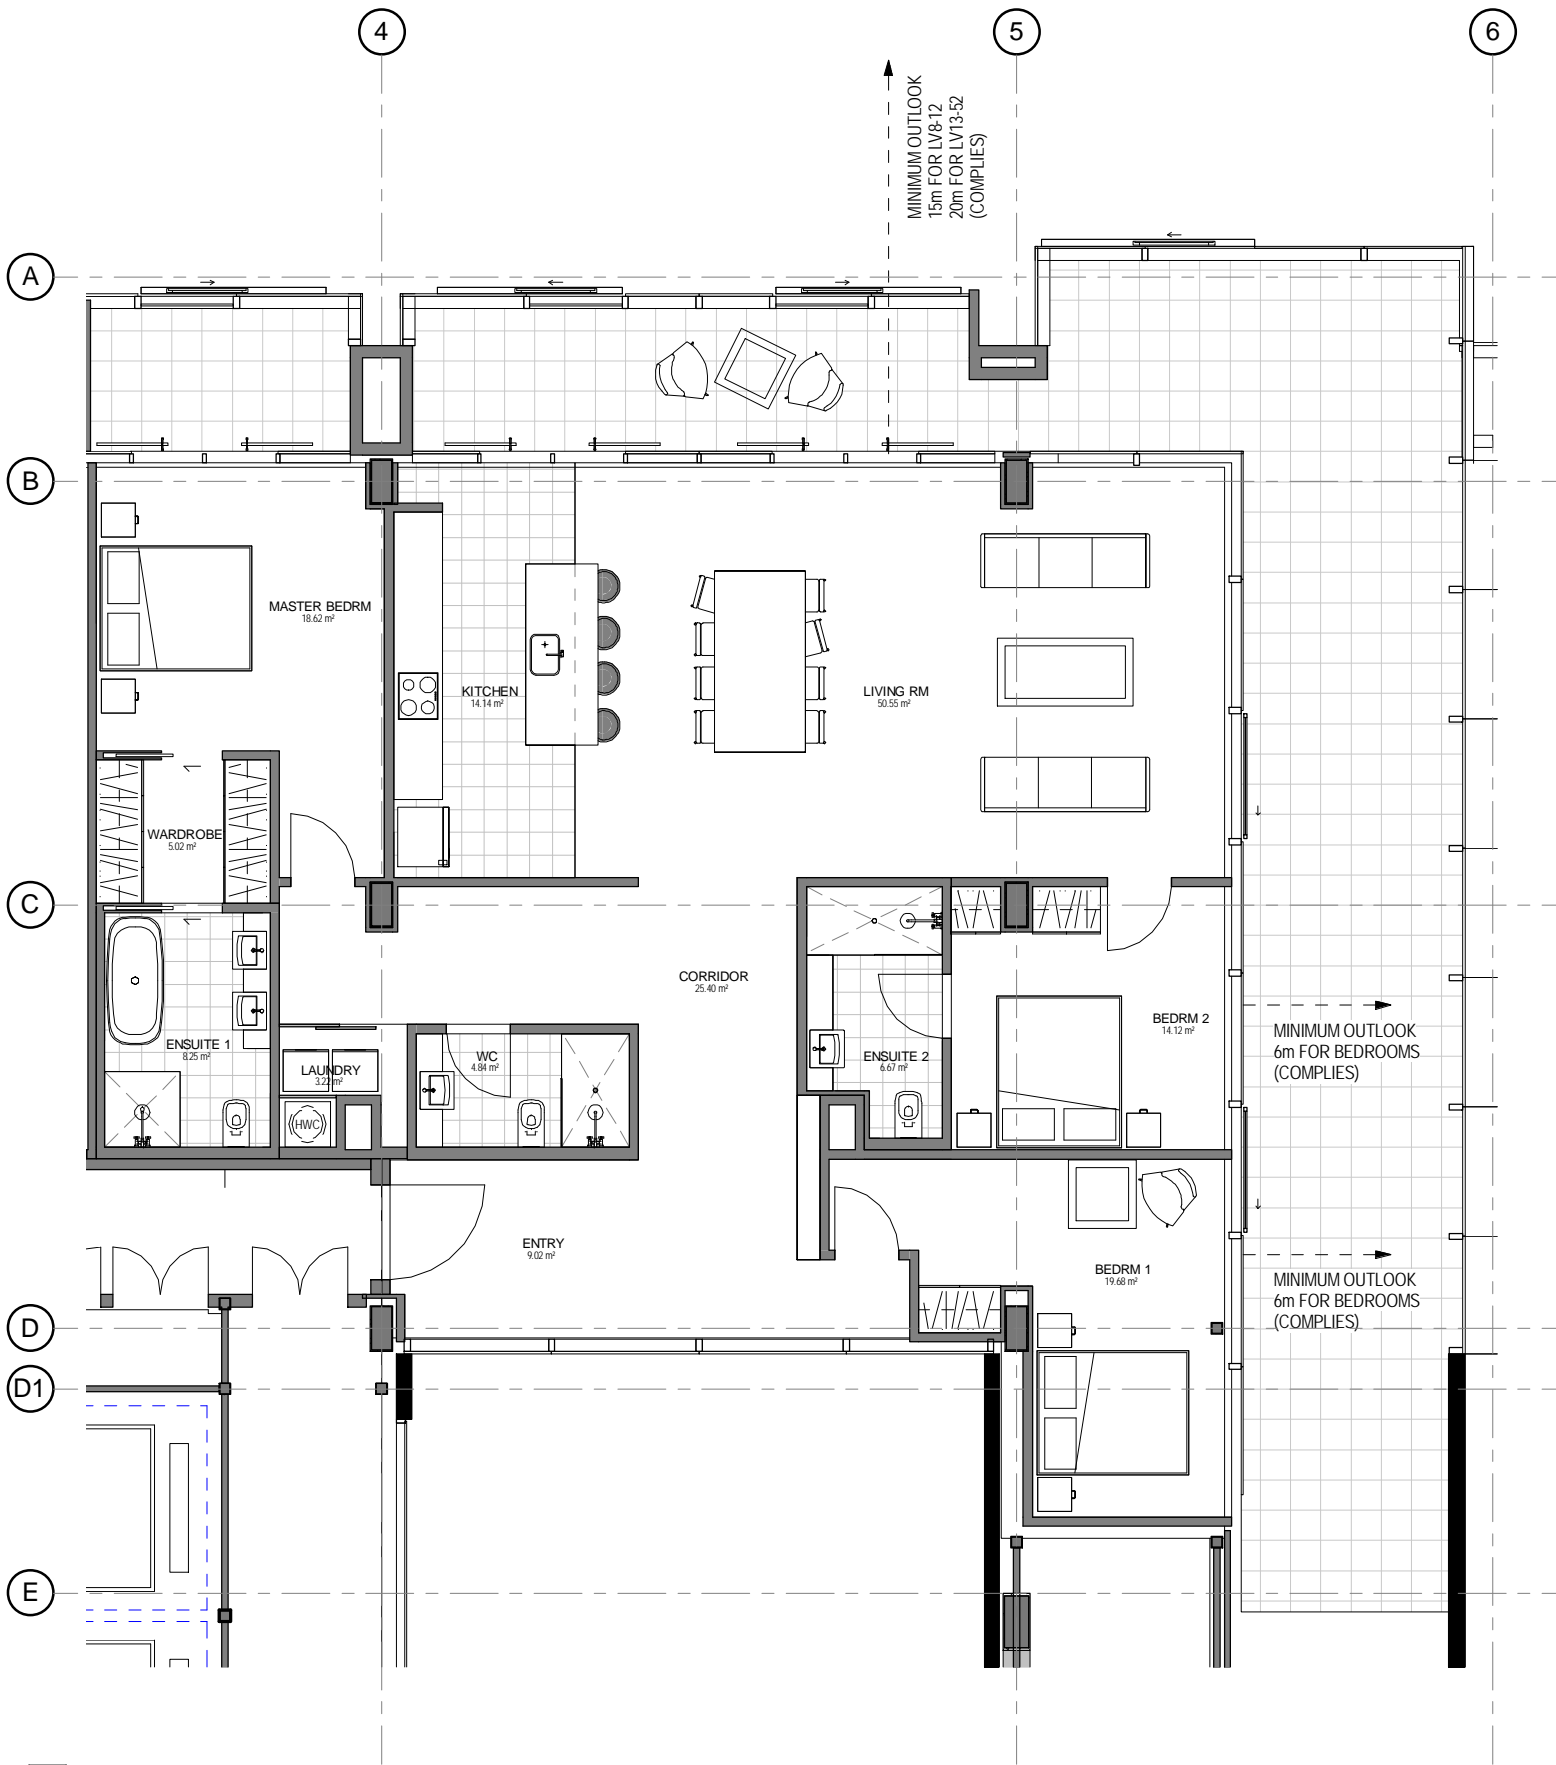 4
5
6
MINIMUM OUTLOOK
15m FOR LV8-12
20m FOR LV13-52
(COMPLIES)
A
B
MASTER BEDRM
18.62 m²
KITCHEN
14.14 m²
LIVING RM
50.55 m²
WARDROBE
5.02 m²
C
CORRIDOR
25.40 m²
BEDRM 2
14.12 m²
MINIMUM OUTLOOK
6m FOR BEDROOMS
(COMPLIES)
ENSUITE 1
8.25 m²
WC
4.84 m²
ENSUITE 2
6.67 m²
LAUNDRY
3.22 m²
HWC
ENTRY
9.02 m²
BEDRM 1
19.68 m²
MINIMUM OUTLOOK
6m FOR BEDROOMS
(COMPLIES)
D
D1
E